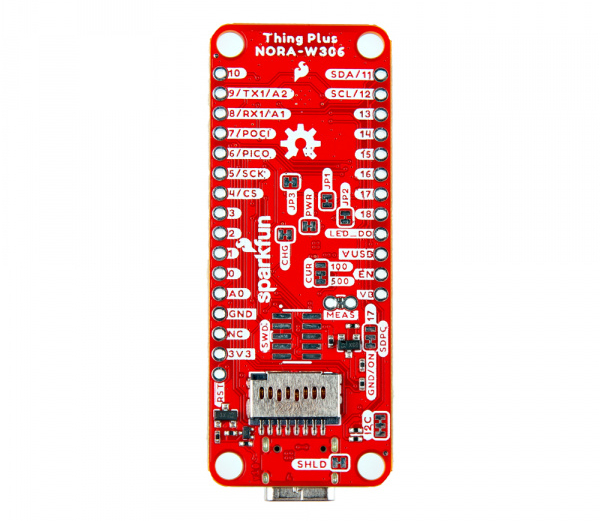 Thing Plus
NORA-W306
10
9/TX1/A2
8/RX1/A1
7/POCI
6/PICO
5/SCK
4/CS
3
2
1
0
A0
GND
NC
3V3
RST
SDA/11
SCL/12
13
14
15
16
17
18
LED_DO
VUSB
EN
VB
JP3
PWR
JP1
JP2
CHG
CUR
100
500
sparkfun
MEAS
SWD
17
SDPC
GND/ON
I2C
SHLD